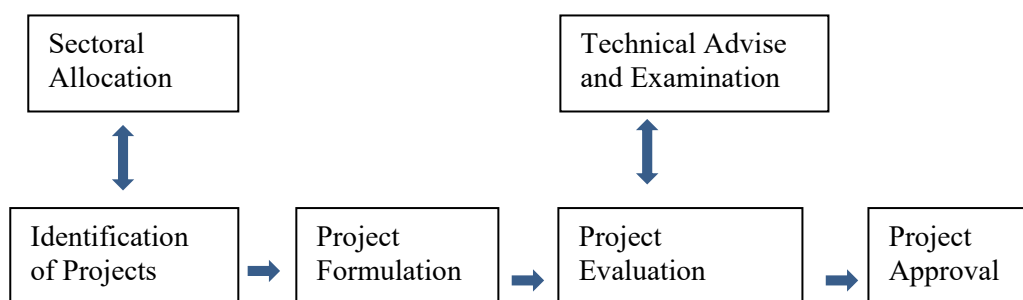 Sectoral
Allocation
Technical Advise
and Examination
Identification
of Projects
Project
Formulation
Project
Evaluation
Project
Approval